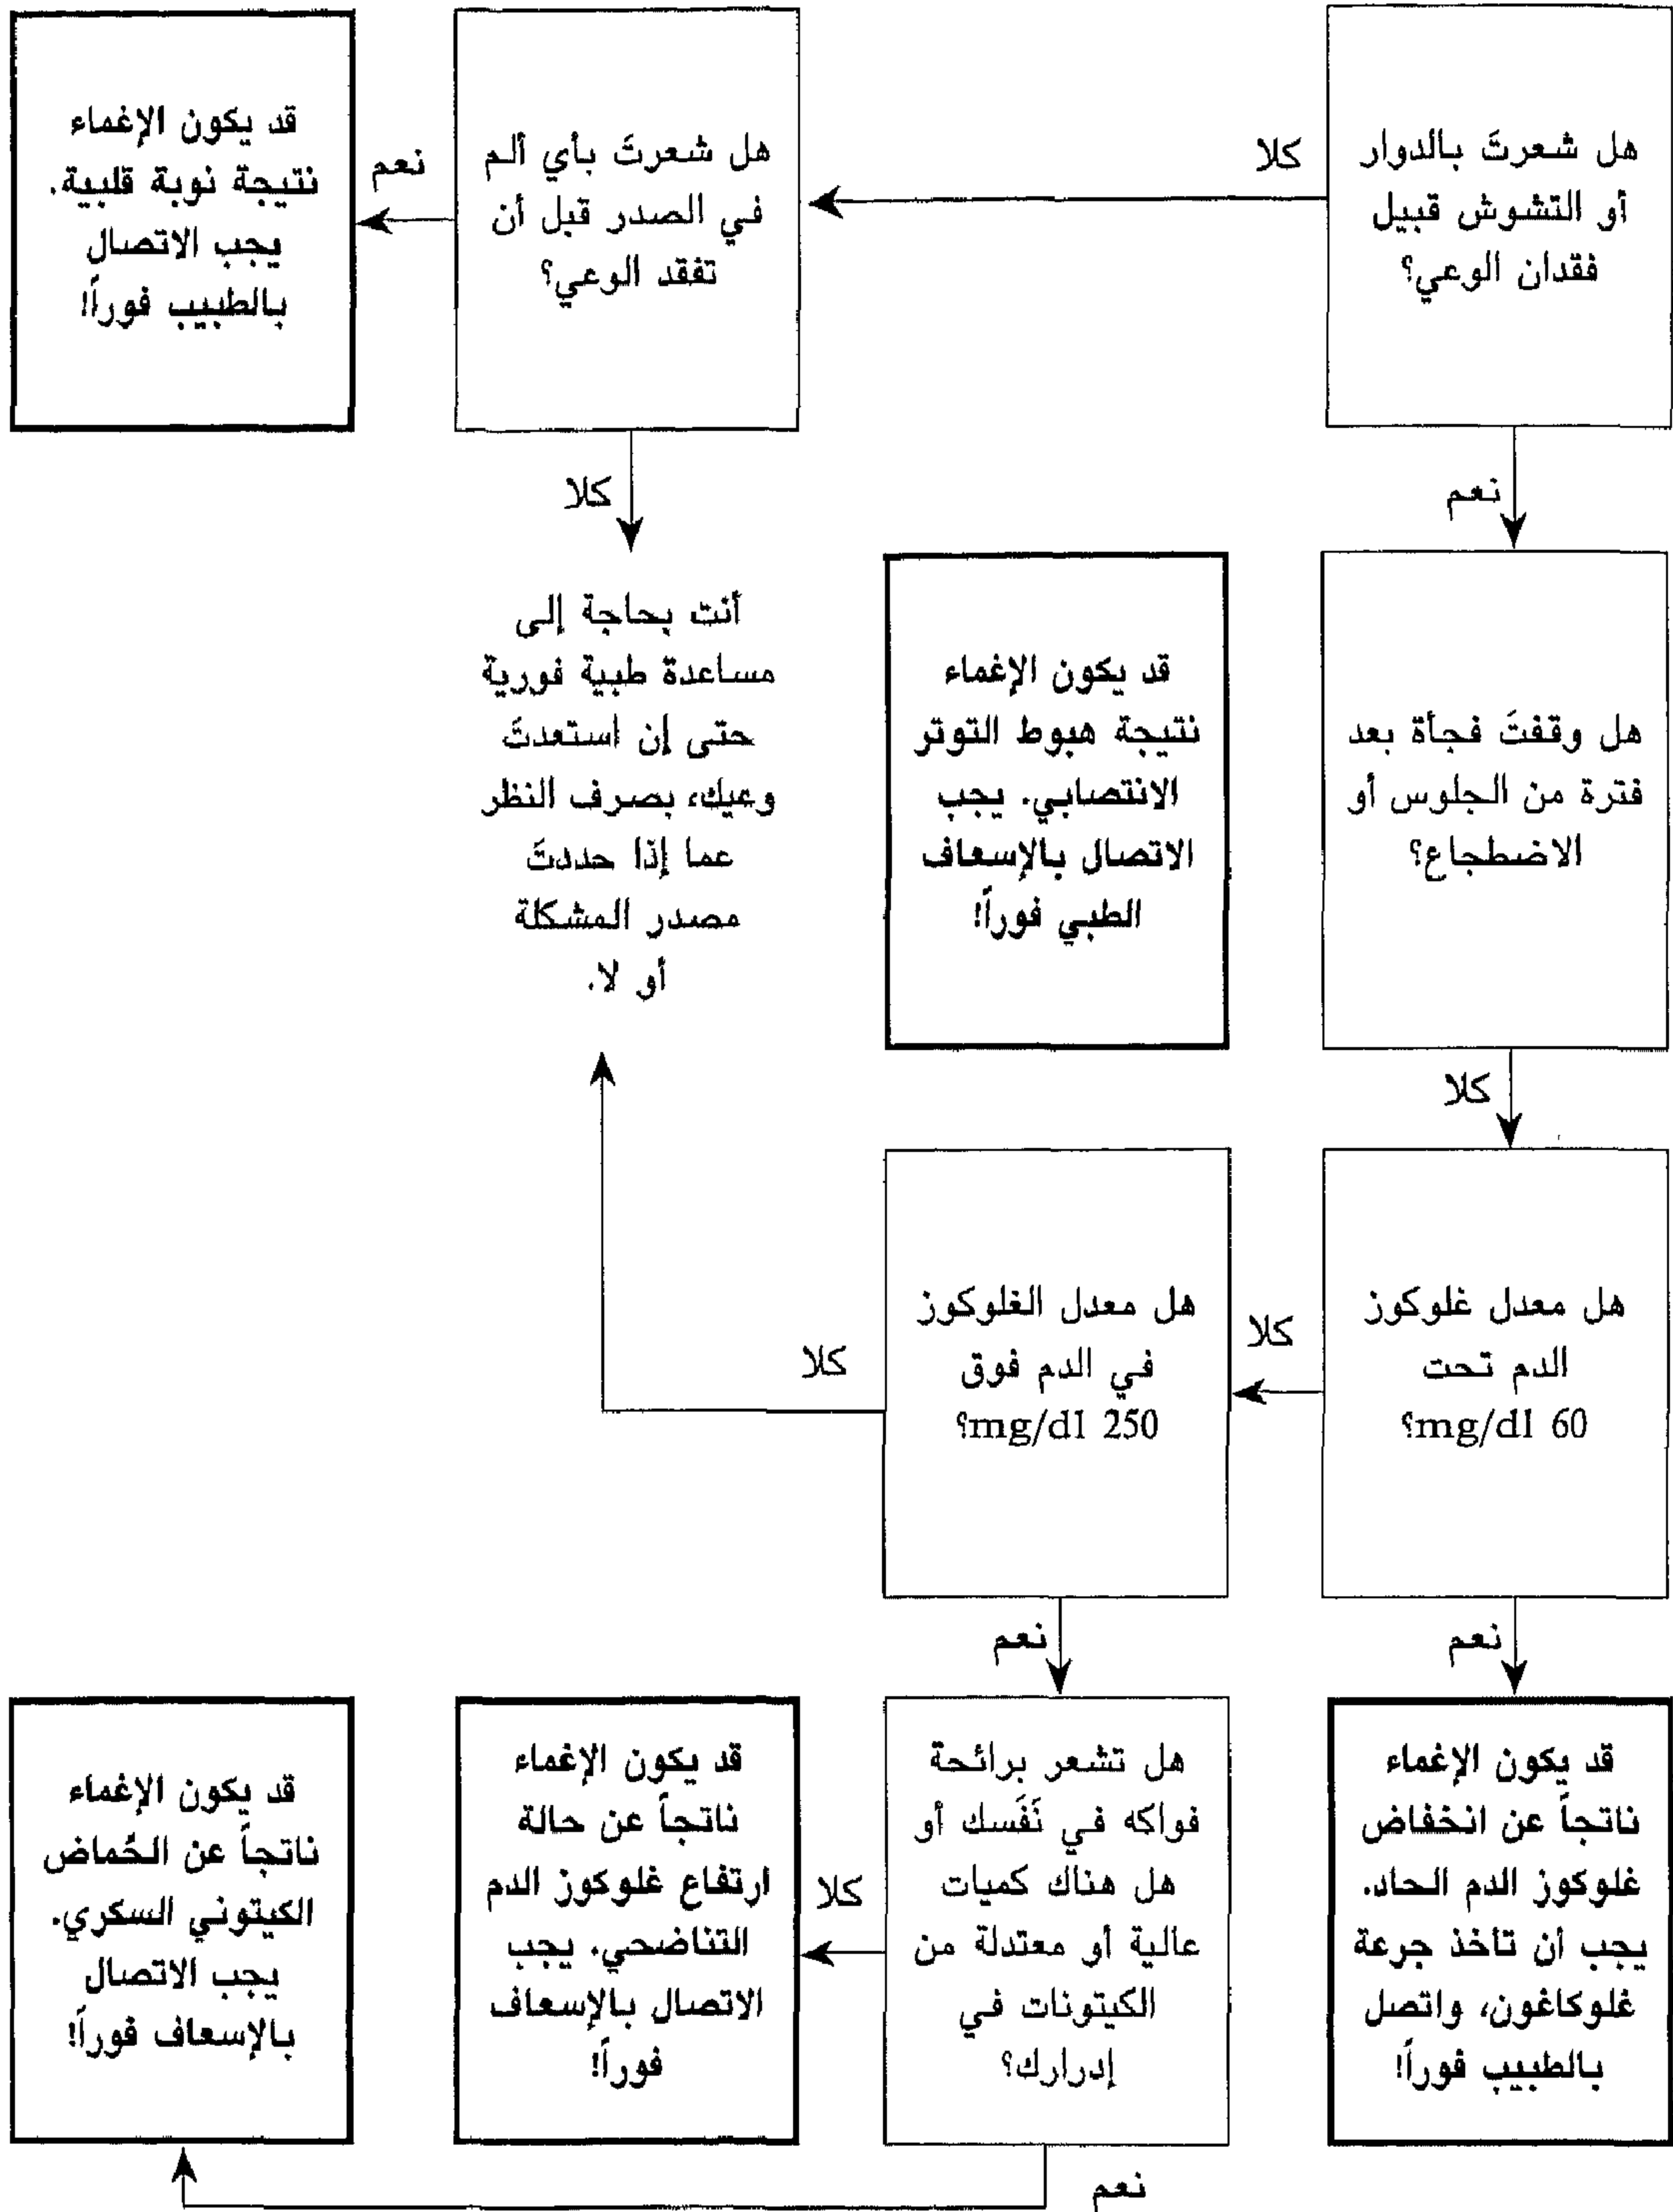 هل شعرتَ بالدوار
أو التشوش قبيل
فقدان الوعي؟
كلا
هل شعرتَ بأي ألم
في الصدر قبل أن
تفقد الوعي؟
نعم
قد يكون الإغماء
نتيجة نوبة قلبية.
يجب الاتصال
بالطبيب فوراً!
نعم
كلا
هل وقفتَ فجأة بعد
فترة من الجلوس أو
الاضطجاع؟
قد يكون الإغماء
نتيجة هبوط التوتر
الانتصابي. يجب
الاتصال بالإسعاف
الطبي فوراً!
أنت بحاجة إلى
مساعدة طبية فورية
حتى إن استعدتَ
وعيك، بصرف النظر
عما إذا حددتَ
مصدر المشكلة
أو لا.
كلا
هل معدل غلوكوز
الدم تحت
60 mg/dl؟
كلا
هل معدل الغلوكوز
في الدم فوق
250 mg/dl؟
كلا
نعم
نعم
قد يكون الإغماء
ناتجاً عن انخفاض
غلوكوز الدم الحاد.
يجب أن تأخذ جرعة
غلوكاغون، واتصل
بالطبيب فوراً!
هل تشعر برائحة
فواكه في نَفَسك أو
هل هناك كميات
عالية أو معتدلة من
الكيتونات في
إدرارك؟
كلا
قد يكون الإغماء
ناتجاً عن حالة
ارتفاع غلوكوز الدم
التناضحي. يجب
الاتصال بالإسعاف
فوراً!
قد يكون الإغماء
ناتجاً عن الحُماض
الكيتوني السكري.
يجب الاتصال
بالإسعاف فوراً!
نعم